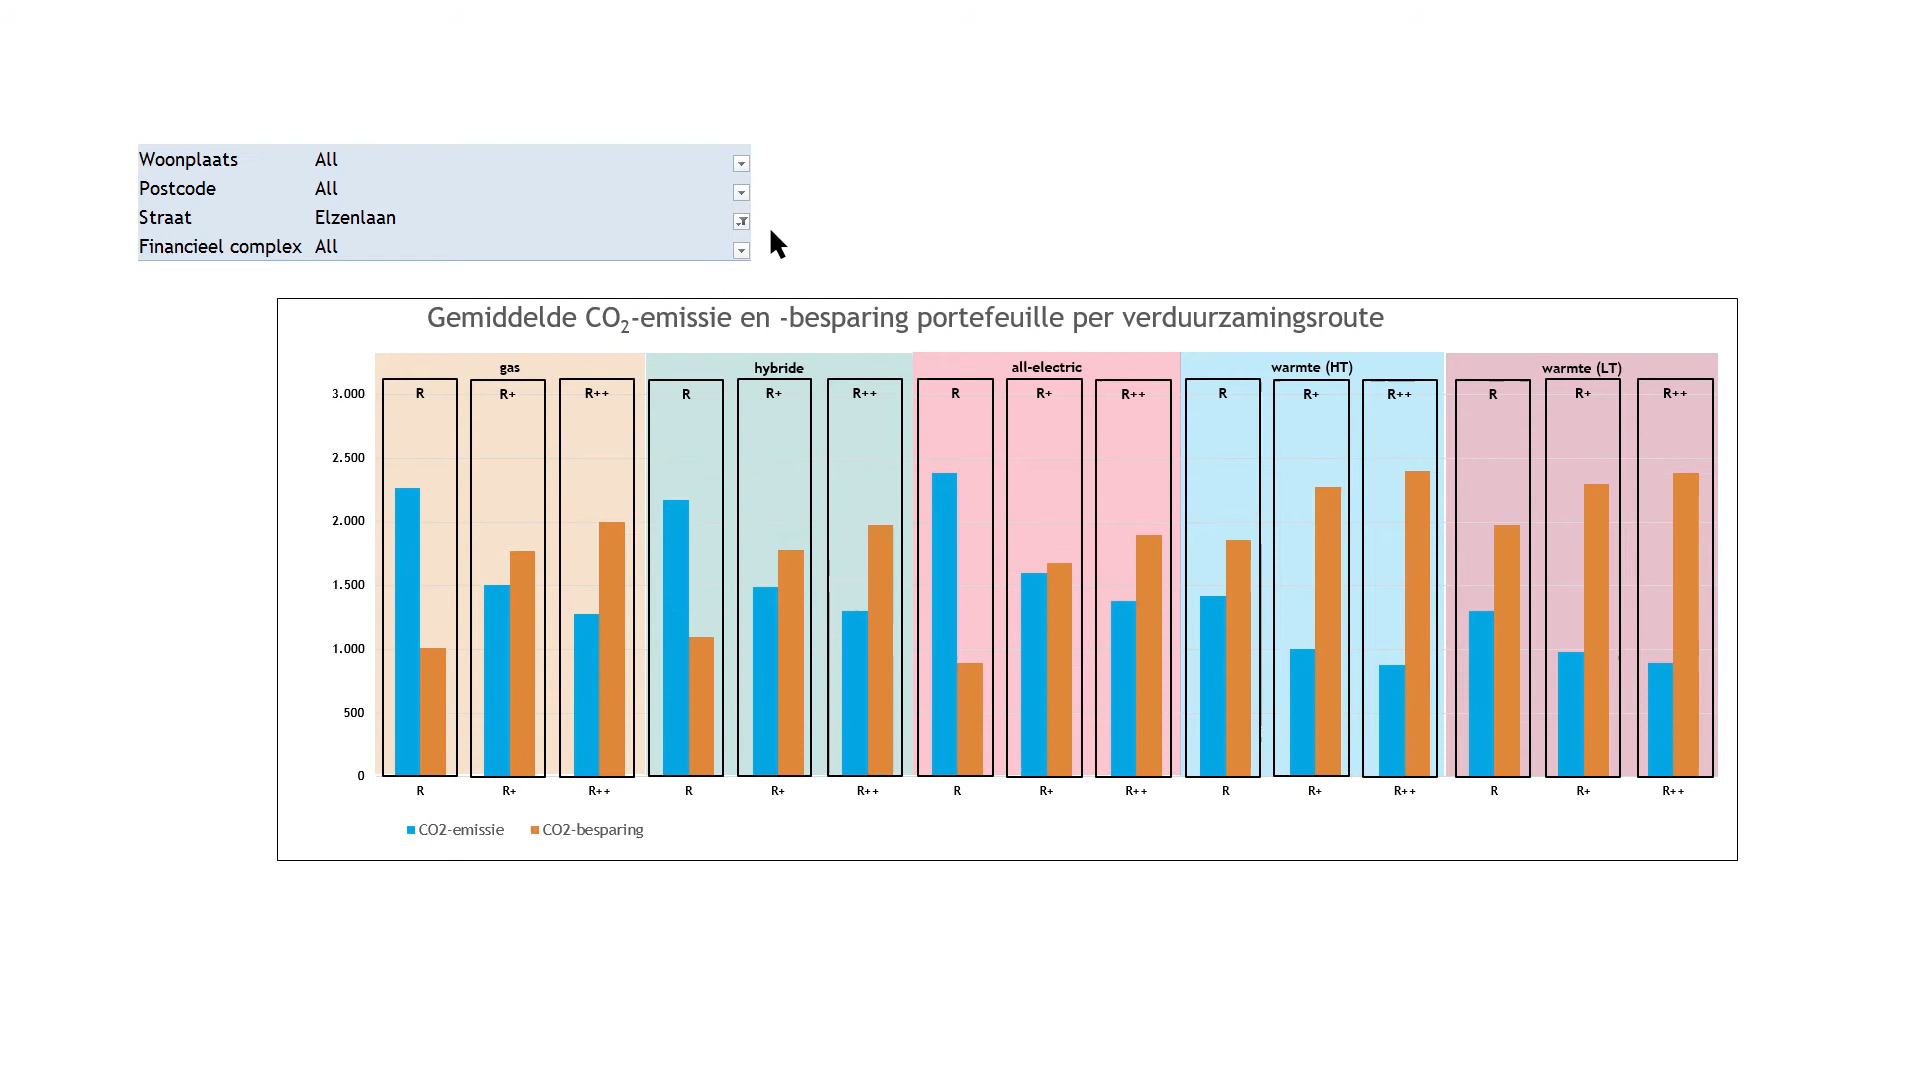 Woonplaats All
Postcode All
Straat Elzenlaan
Financieel complex All
Gemiddelde CO2-emissie en -besparing portefeuille per verduurzamingsroute
gas hybride all-electric warmte (HT) warmte (LT)
3.000 R R+ R++ R R+ R++ R R+ R++ R R+ R++ R R+ R++
2.500
2.000
1.500
1.000
500
0
R R+ R++ R R+ R++ R R+ R++ R R+ R++ R R+ R++
CO2-emissie CO2-besparing